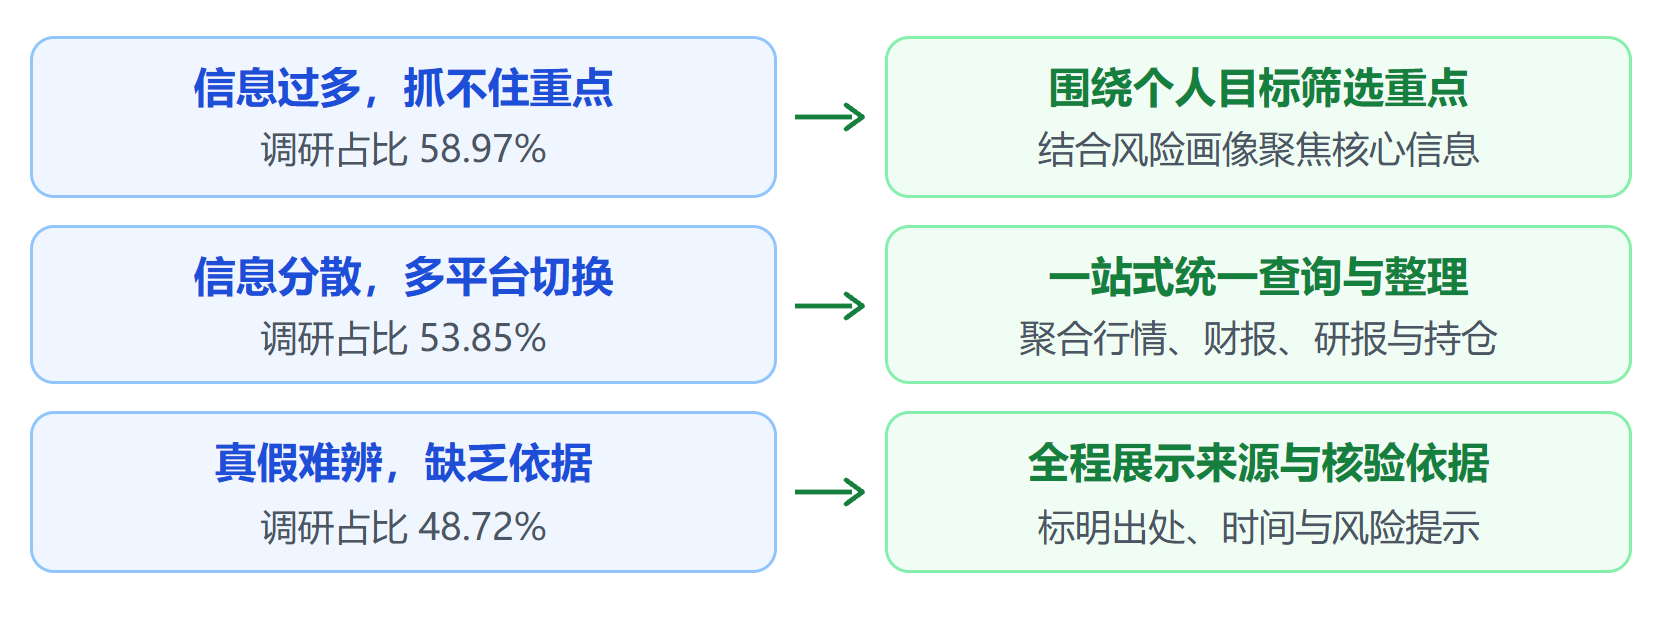 信息过多，抓不住重点
调研占比 58.97%
围绕个人目标筛选重点
结合风险画像聚焦核心信息
信息分散，多平台切换
调研占比 53.85%
一站式统一查询与整理
聚合行情、财报、研报与持仓
真假难辨，缺乏依据
调研占比 48.72%
全程展示来源与核验依据
标明出处、时间与风险提示